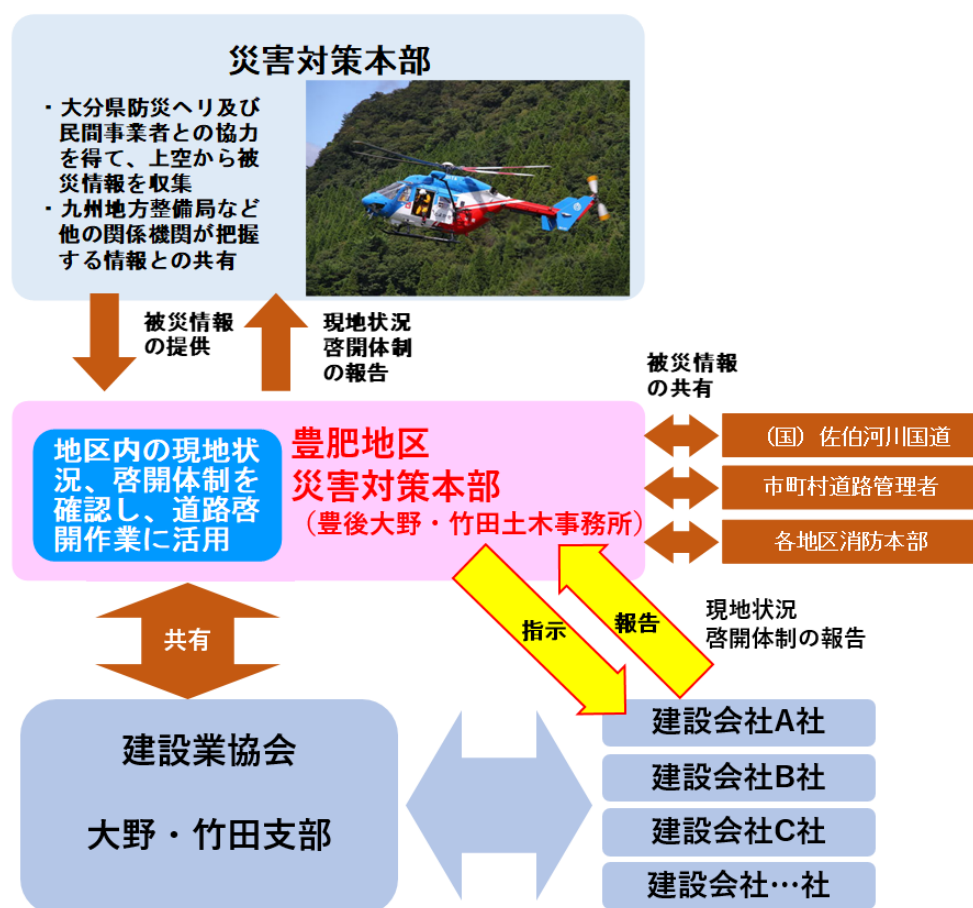 災害対策本部
・大分県防災ヘリ及び
民間事業者との協力
を得て、上空から被
災情報を収集
・九州地方整備局など
他の関係機関が把握
する情報との共有
被災情報
の提供
現地状況
啓開体制
の報告
被災情報
の共有
地区内の現地状
況、啓開体制を
確認し、道路啓
開作業に活用
豊肥地区
災害対策本部
（豊後大野・竹田土木事務所）
（国）佐伯河川国道
市町村道路管理者
各地区消防本部
共有
指示
報告
現地状況
啓開体制の報告
建設業協会
大野・竹田支部
建設会社A社
建設会社B社
建設会社C社
建設会社…社